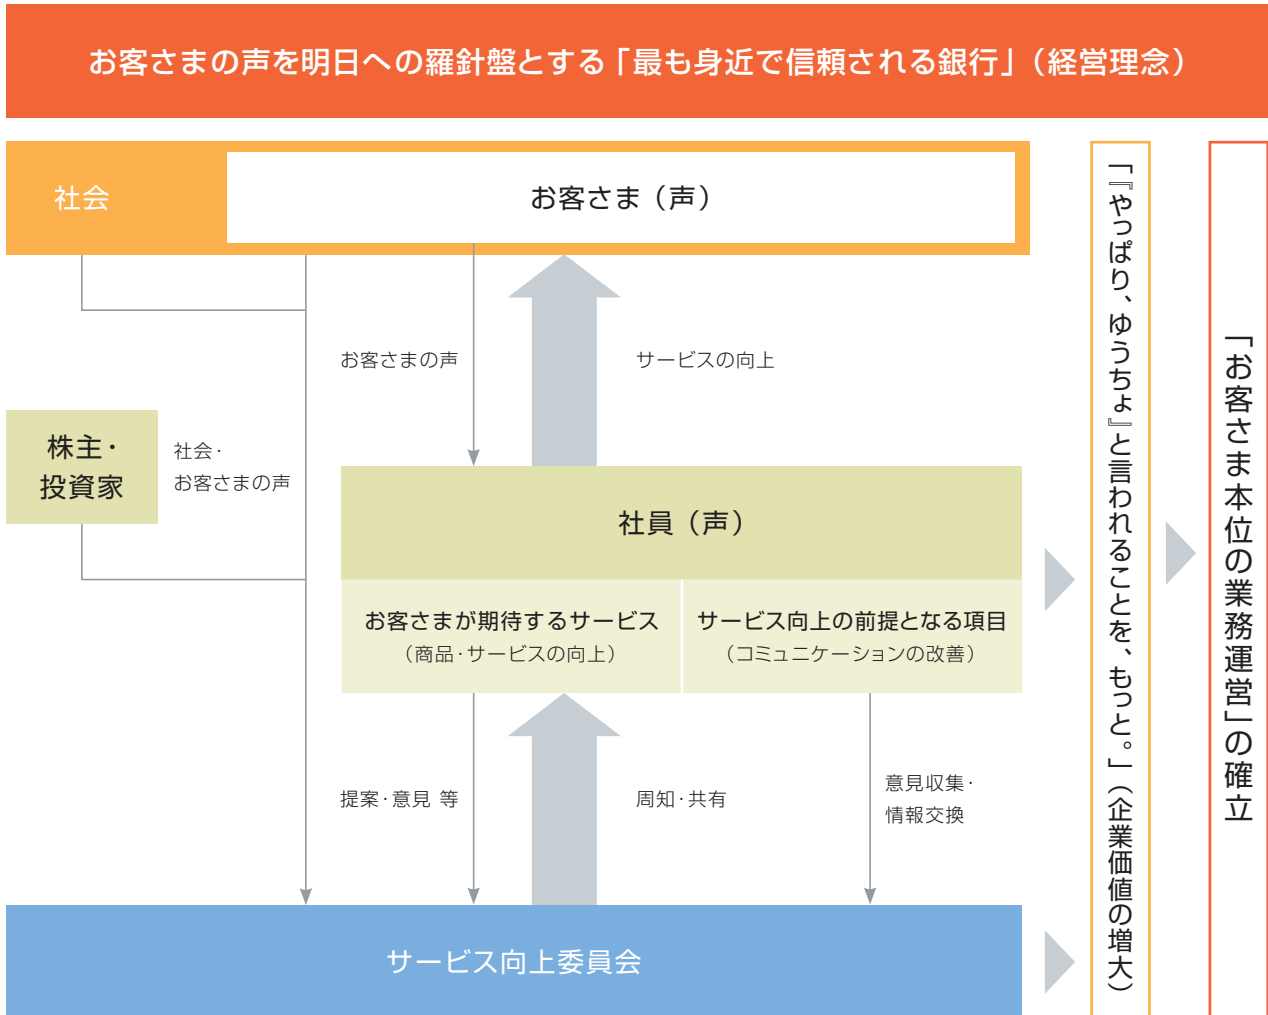 お客さまの声を明日への羅針盤とする「最も身近で信頼される銀行」（経営理念）
社会
お客さま（声）
お客さまの声
サービスの向上
株主・
投資家
社会・
お客さまの声
社員（声）
お客さまが期待するサービス
（商品・サービスの向上）
サービス向上の前提となる項目
（コミュニケーションの改善）
提案・意見 等
周知・共有
意見収集・
情報交換
サービス向上委員会
「『やっぱり、ゆうちょ』と言われることを、もっと。」（企業価値の増大）
「お客さま本位の業務運営」の確立